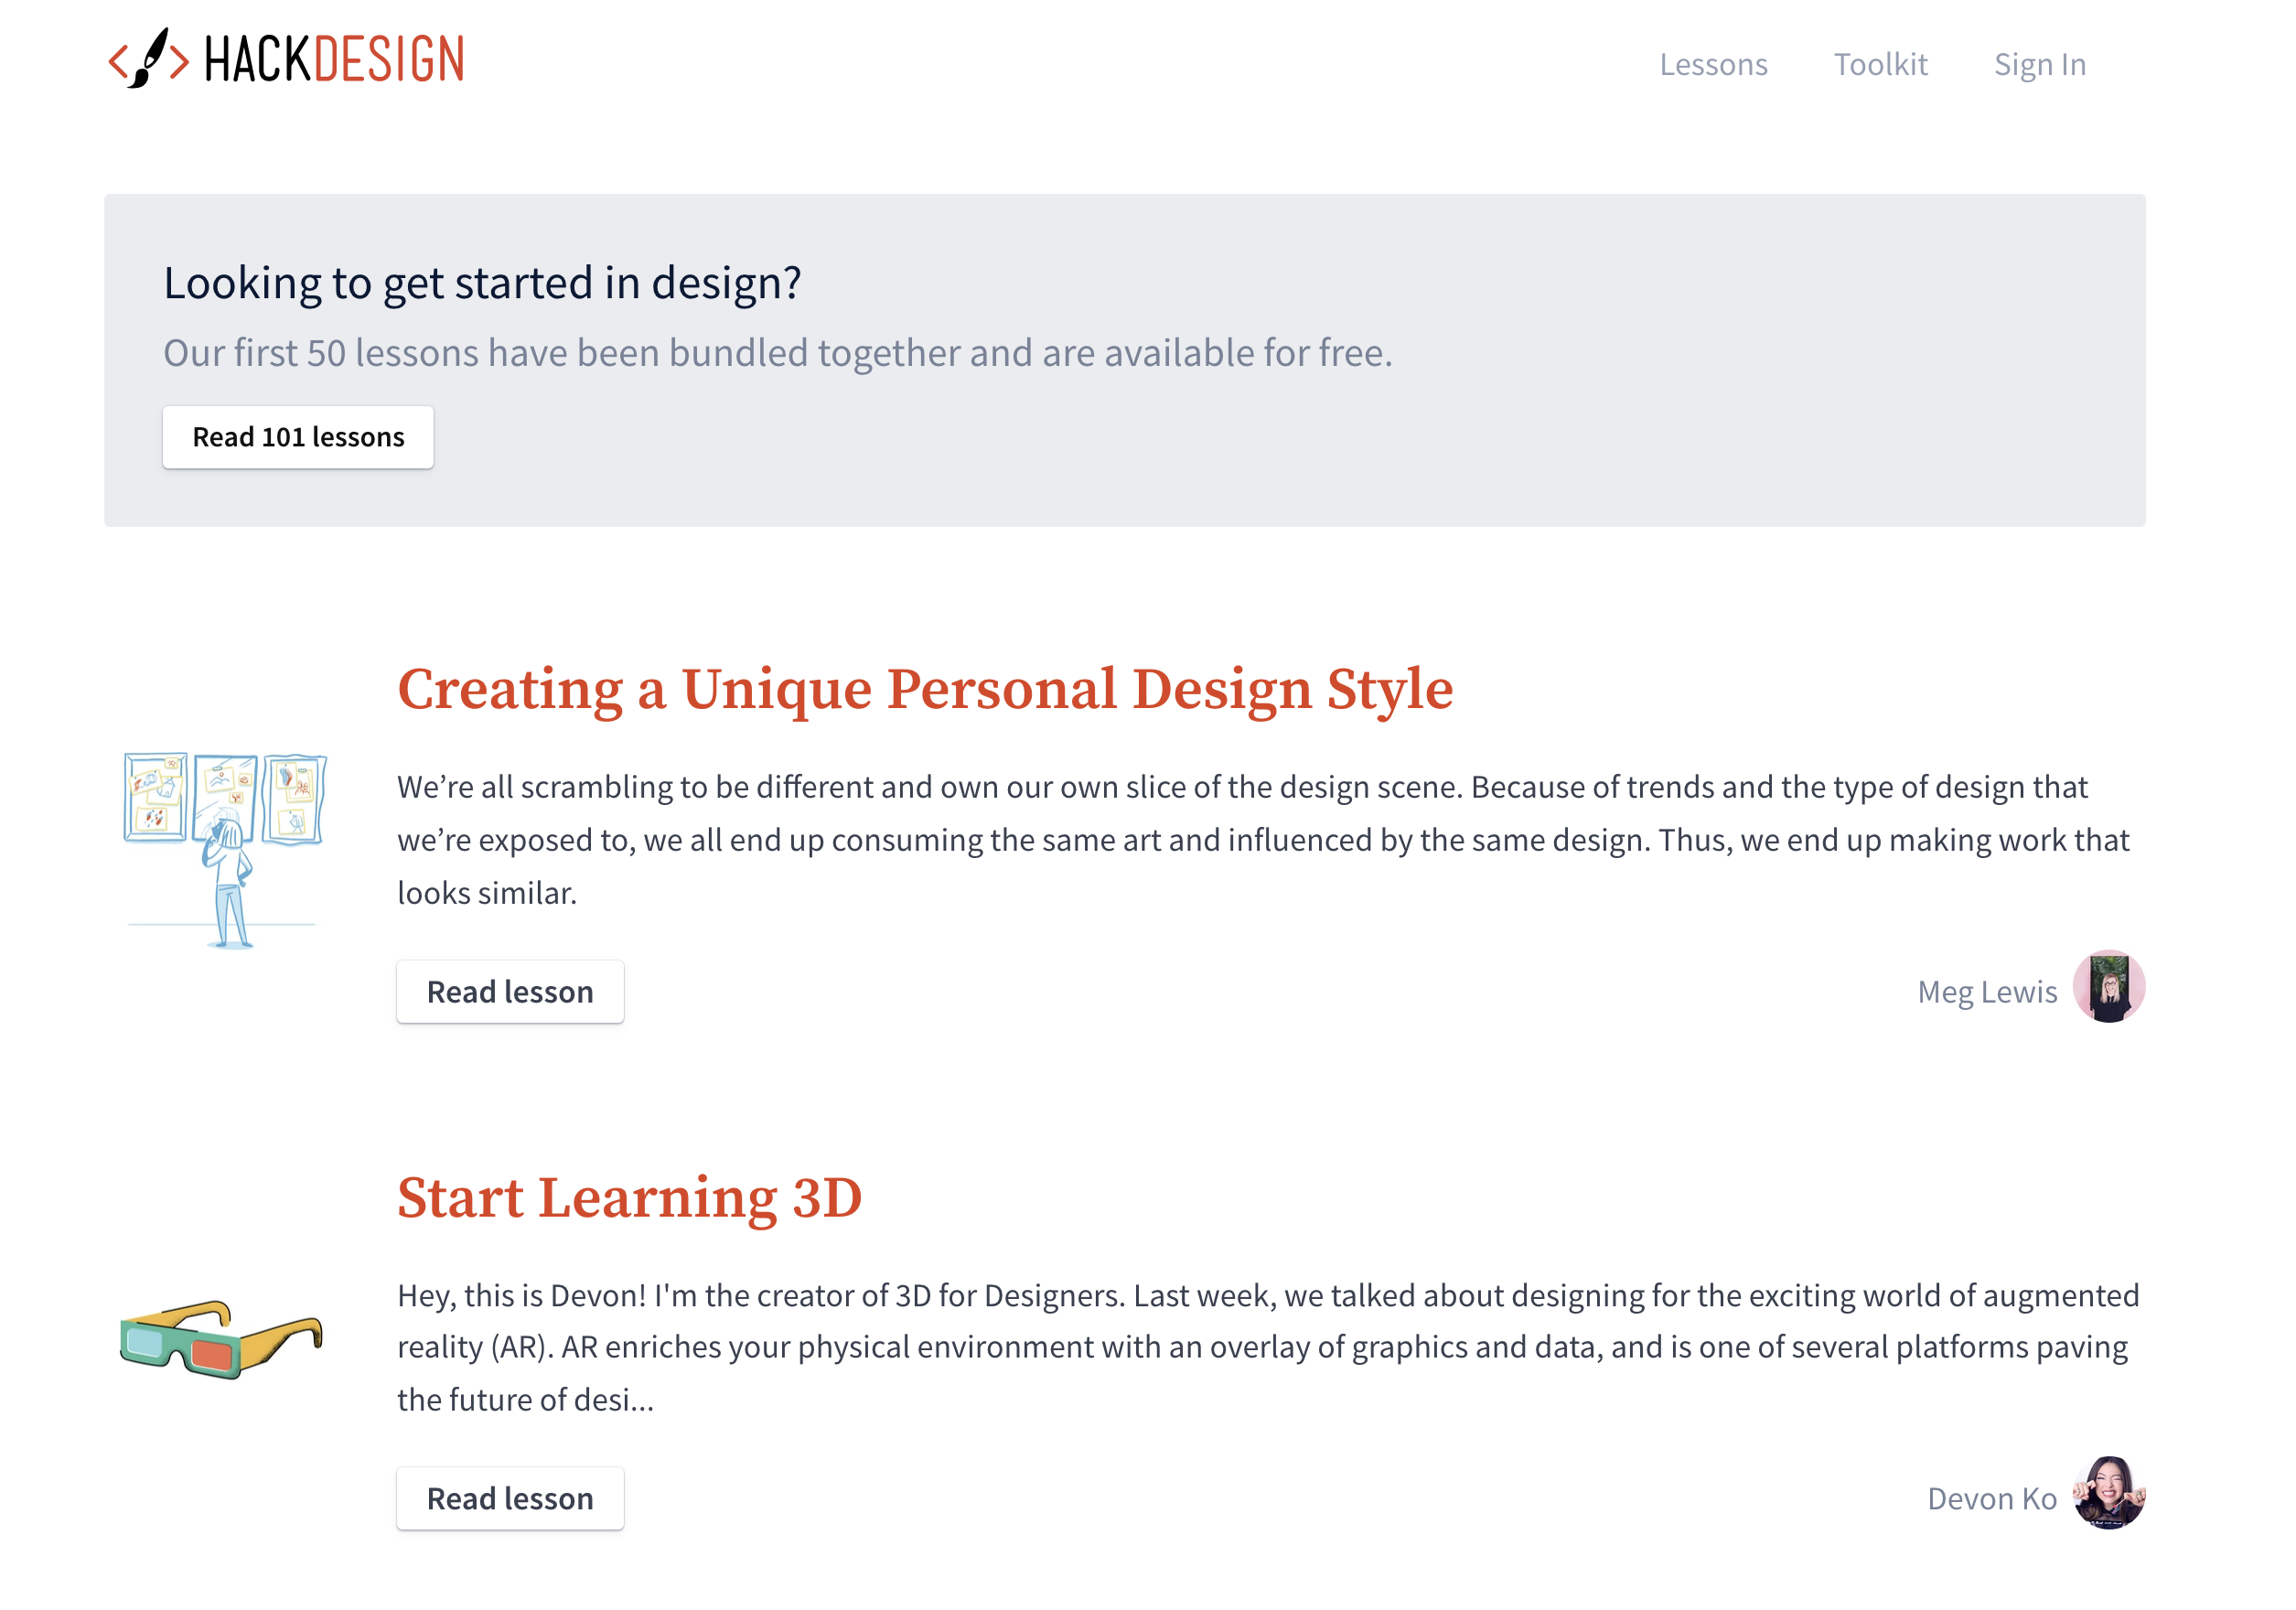 HACKDESIGN
Lessons
Toolkit
Sign In
Looking to get started in design?
Our first 50 lessons have been bundled together and are available for free.
Read 101 lessons
Creating a Unique Personal Design Style
We’re all scrambling to be different and own our own slice of the design scene. Because of trends and the type of design that
we’re exposed to, we all end up consuming the same art and influenced by the same design. Thus, we end up making work that
looks similar.
Read lesson
Meg Lewis
Start Learning 3D
Hey, this is Devon! I'm the creator of 3D for Designers. Last week, we talked about designing for the exciting world of augmented
reality (AR). AR enriches your physical environment with an overlay of graphics and data, and is one of several platforms paving
the future of desi...
Read lesson
Devon Ko